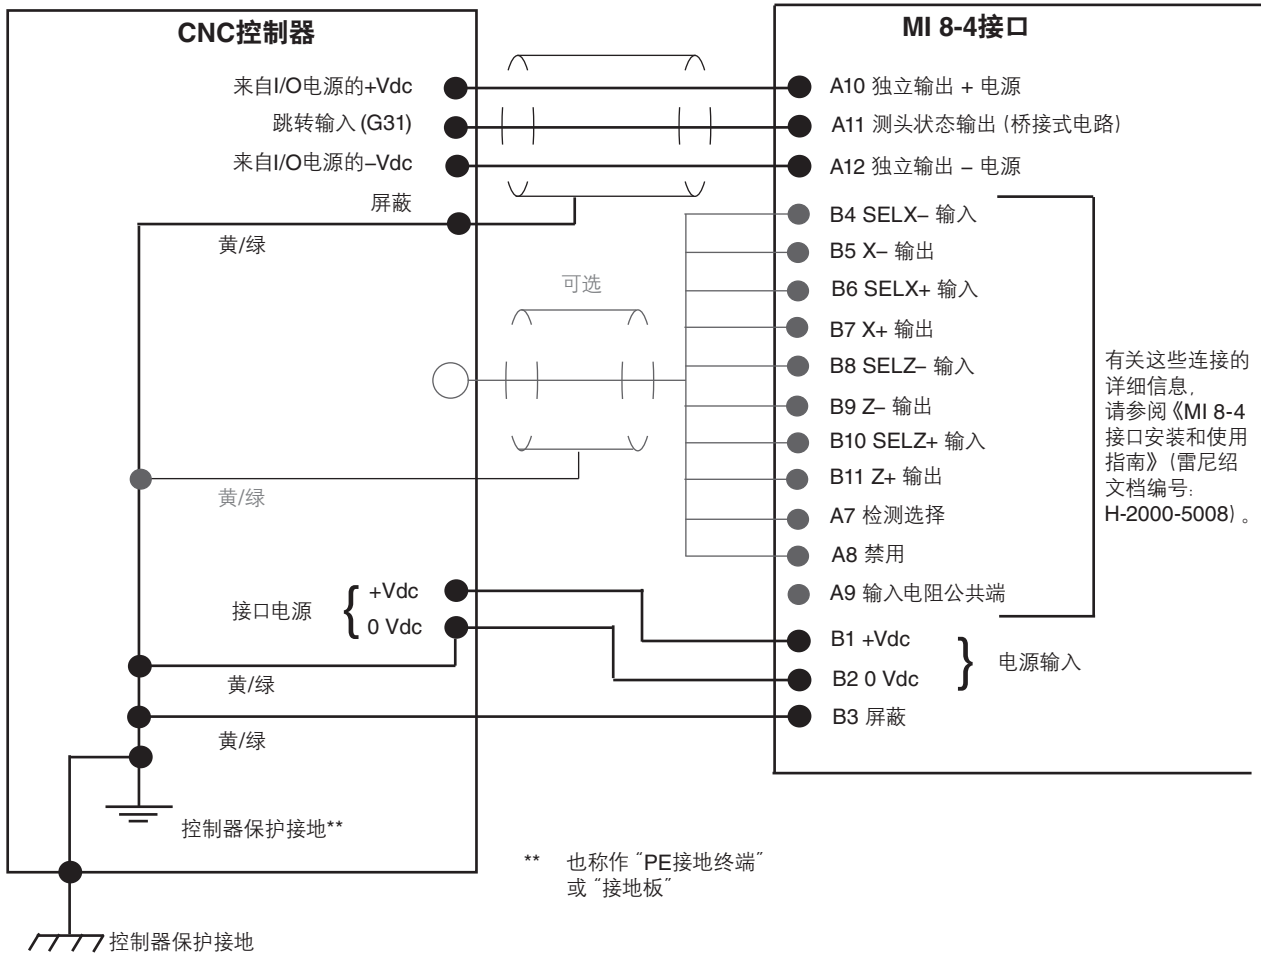 CNC控制器
MI 8-4接口
来自I/O电源的+Vdc
跳转输入 (G31)
来自I/O电源的–Vdc
屏蔽
黄/绿
可选
黄/绿
接口电源 {
+Vdc
0 Vdc
黄/绿
黄/绿
控制器保护接地**
控制器保护接地
A10 独立输出 + 电源
A11 测头状态输出 (桥接式电路)
A12 独立输出 – 电源
B4 SELX– 输入
B5 X– 输出
B6 SELX+ 输入
B7 X+ 输出
B8 SELZ– 输入
B9 Z– 输出
B10 SELZ+ 输入
B11 Z+ 输出
A7 检测选择
A8 禁用
A9 输入电阻公共端
B1 +Vdc
B2 0 Vdc
} 电源输入
B3 屏蔽
有关这些连接的
详细信息,
请参阅《MI 8-4
接口安装和使用
指南》(雷尼绍
文档编号:
H-2000-5008) 。
** 也称作 “PE接地终端”
或 “接地板”